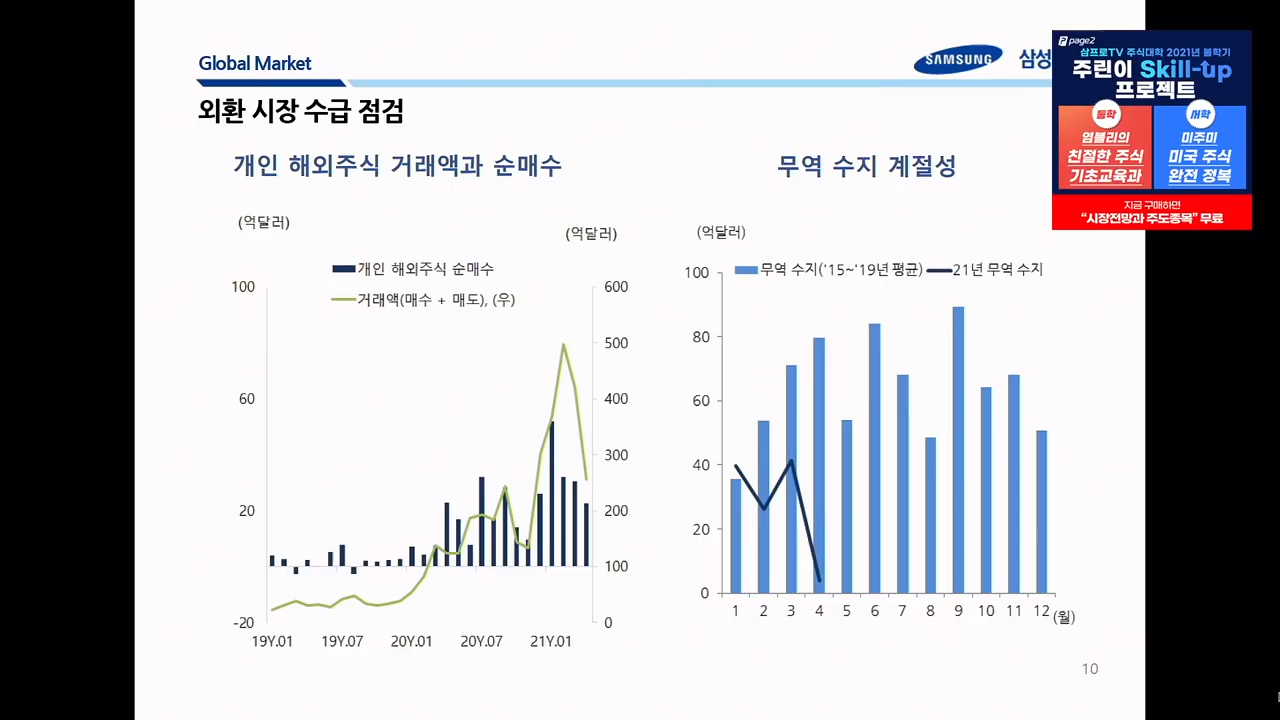 Global Market
SAMSUNG 삼성
외환 시장 수급 점검
개인 해외주식 거래액과 순매수
(억달러)
(억달러)
개인 해외주식 순매수
거래액(매수 + 매도), (우)
100
60
20
-20
600
500
400
300
200
100
0
19Y.01 19Y.07 20Y.01 20Y.07 21Y.01
무역 수지 계절성
(억달러)
무역 수지('15~'19년 평균) 21년 무역 수지
100
80
60
40
20
0
1 2 3 4 5 6 7 8 9 10 11 12
(월)
10
page2
삼프로TV 주식대학 2021년 봄학기
주린이 Skill-up
프로젝트
동학
염블리의
친절한 주식
기초교육과
서학
미주미
미국 주식
완전 정복
지금 구매하면
“시장전망과 주도종목” 무료